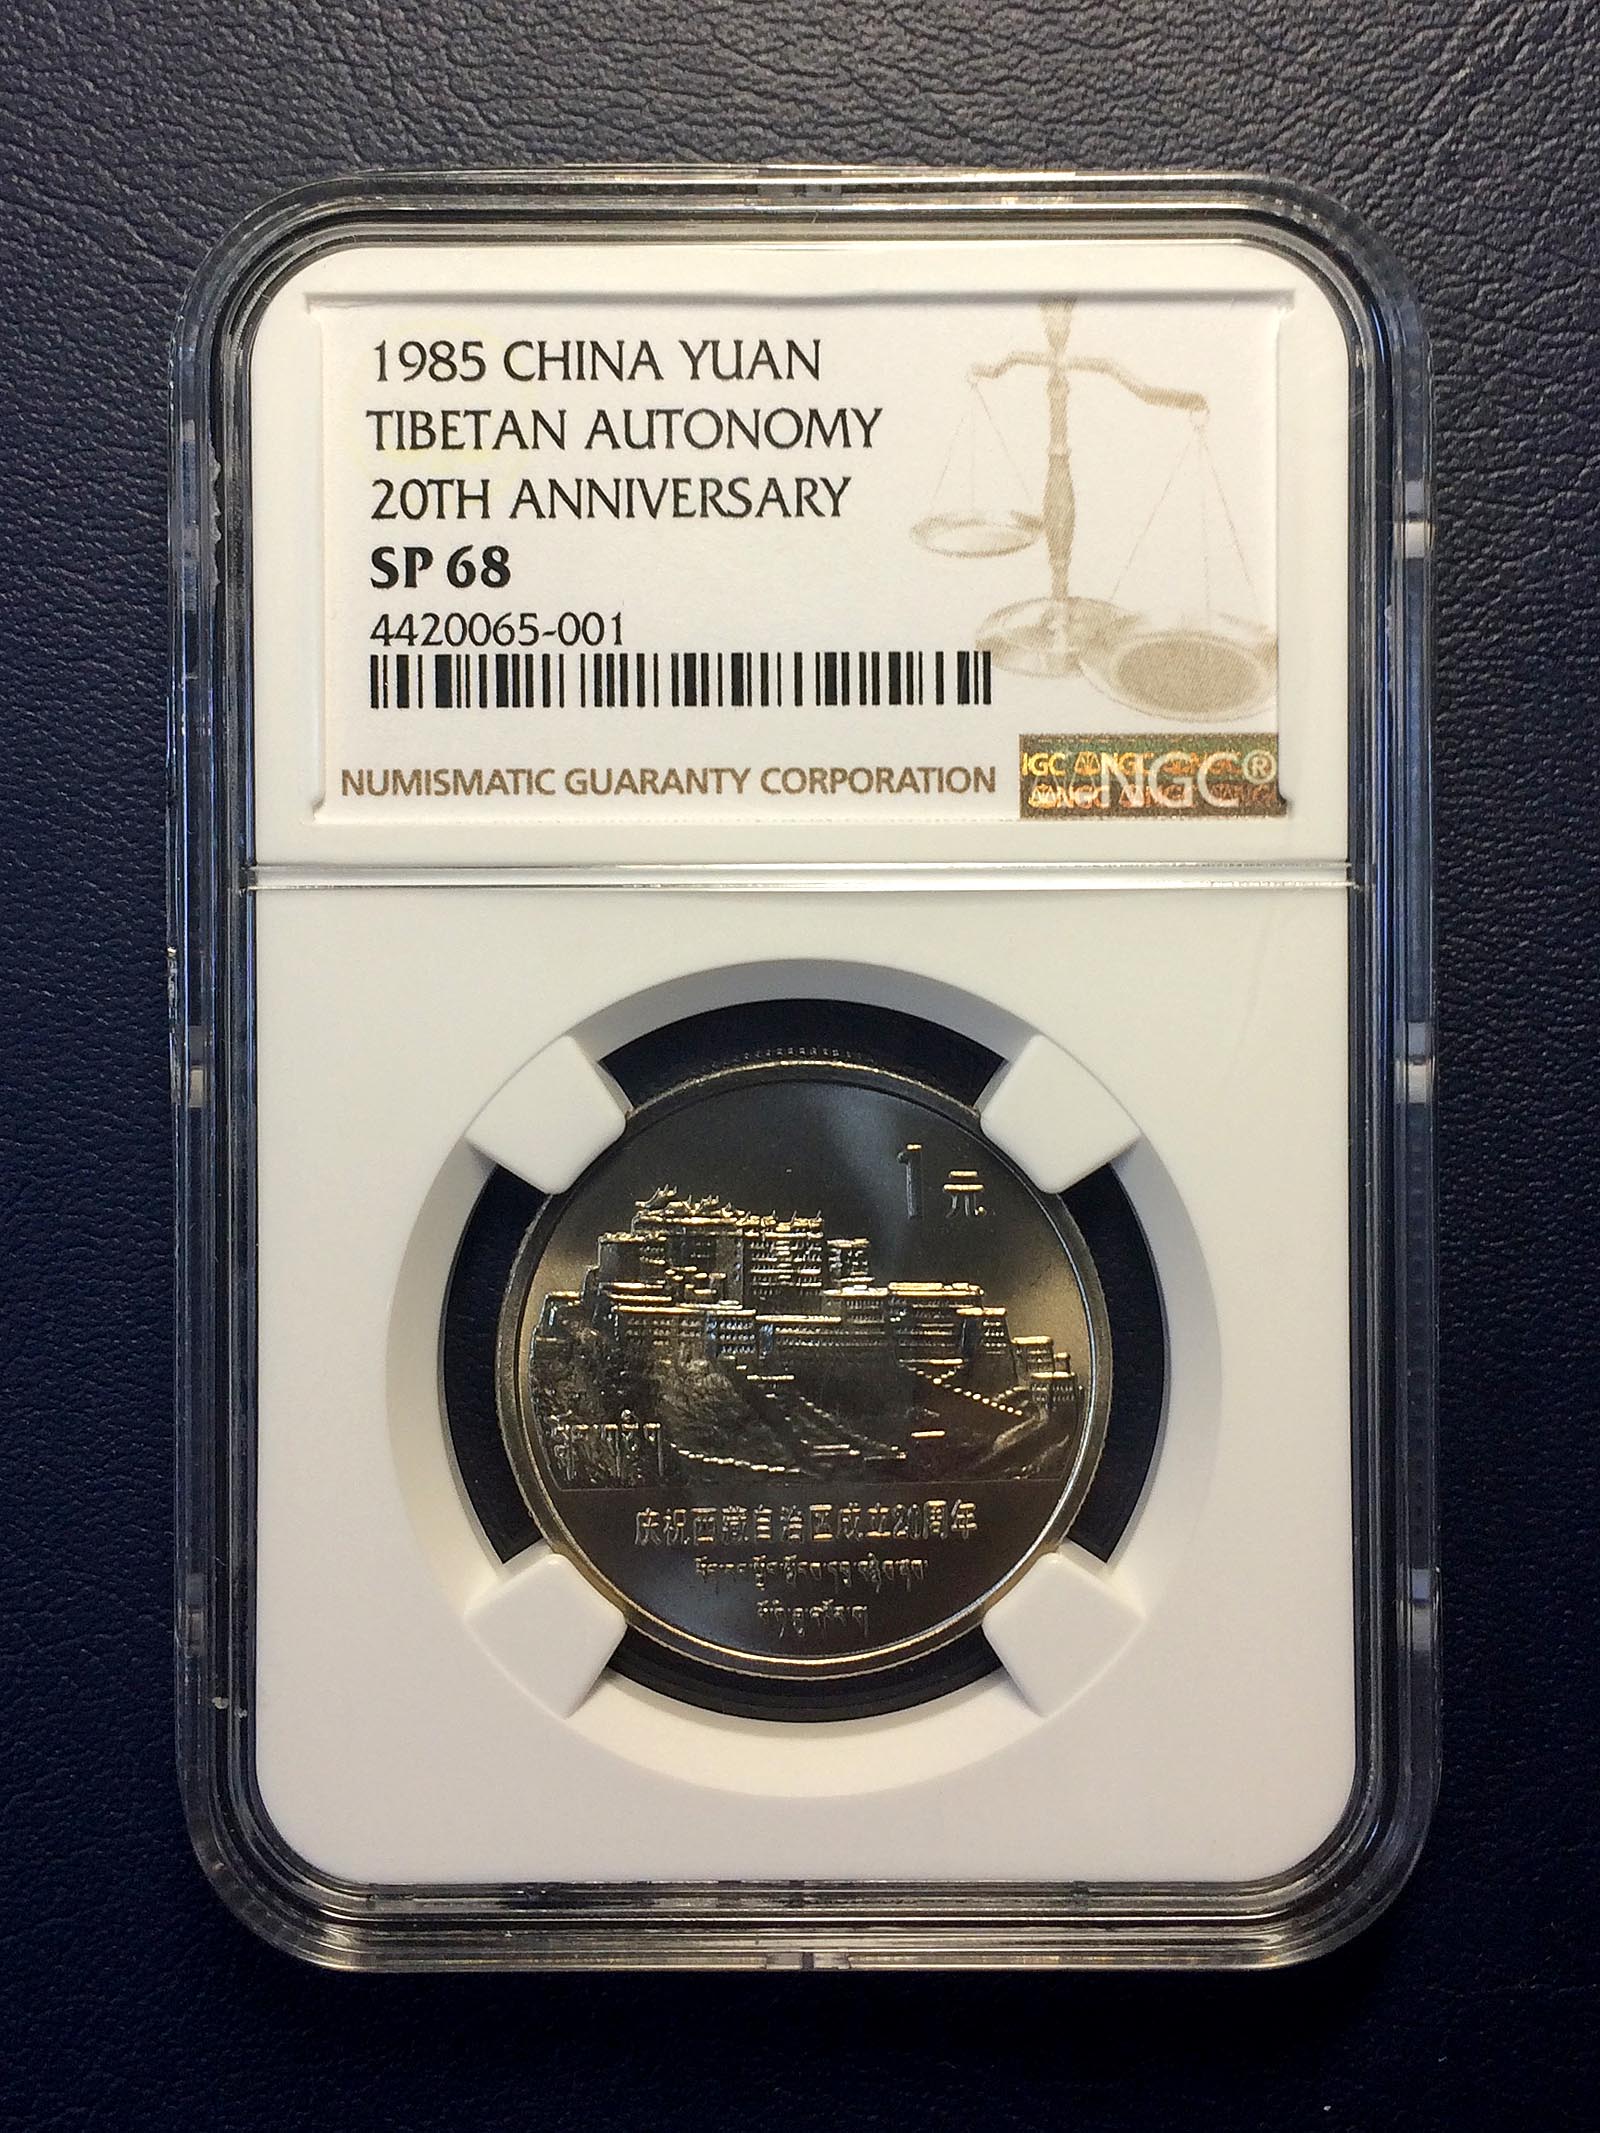 1985 CHINA YUAN
TIBETAN AUTONOMY
20TH ANNIVERSARY
SP 68
4420065-001
NUMISMATIC GUARANTY CORPORATION
NGC®
1元
庆祝西藏自治区成立20周年